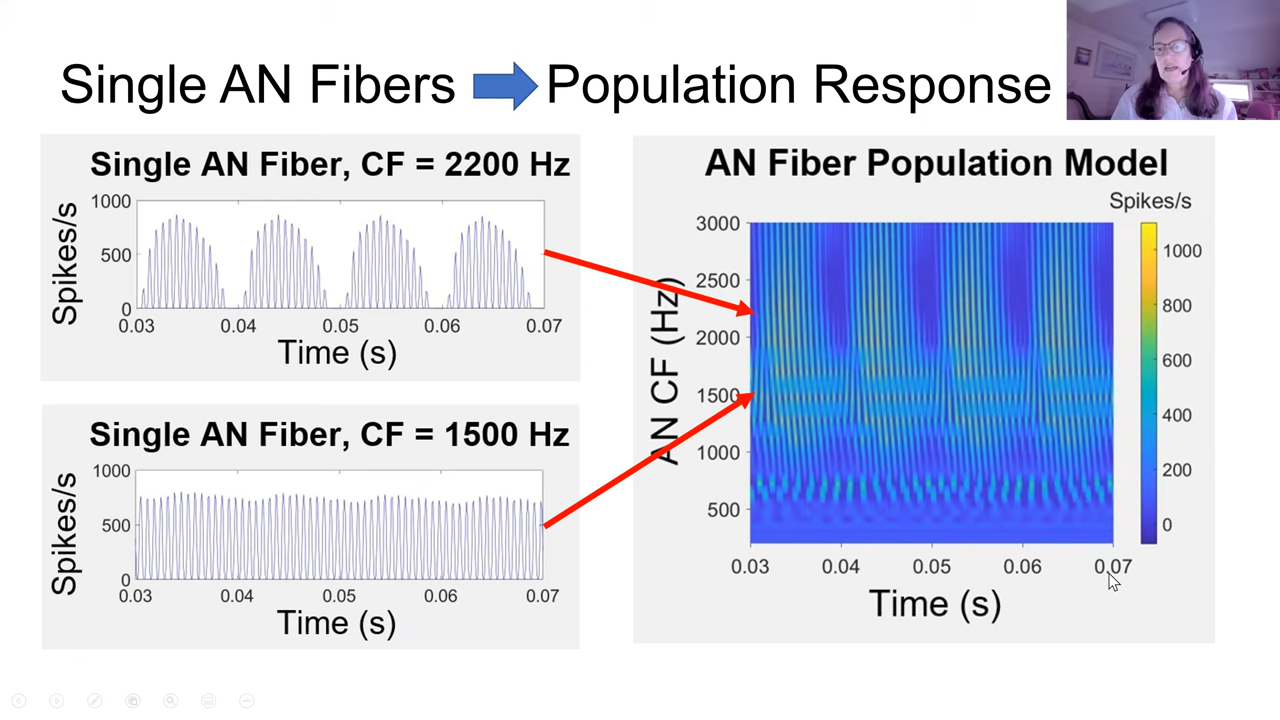 Single AN Fibers Population Response
Single AN Fiber, CF = 2200 Hz
Spikes/s
1000
500
0
0.03 0.04 0.05 0.06 0.07
Time (s)
Single AN Fiber, CF = 1500 Hz
Spikes/s
1000
500
0
0.03 0.04 0.05 0.06 0.07
Time (s)
AN Fiber Population Model
Spikes/s
AN CF (Hz)
3000
2500
2000
1500
1000
500
0.03 0.04 0.05 0.06 0.07
Time (s)
1000
800
600
400
200
0